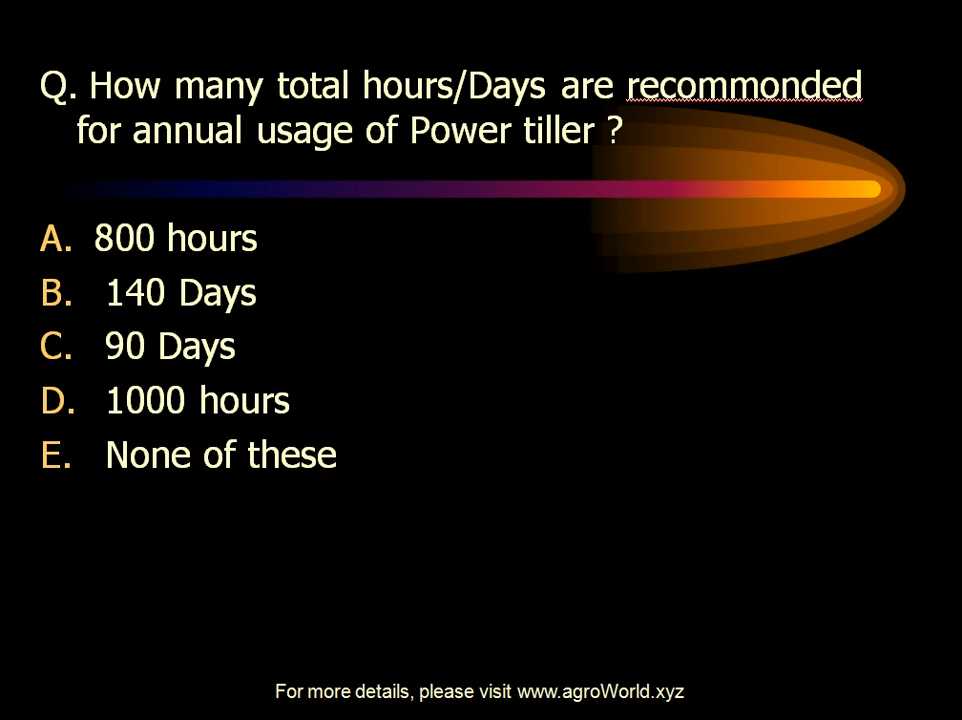 Q. How many total hours/Days are recommonded
for annual usage of Power tiller ?
A. 800 hours
B. 140 Days
C. 90 Days
D. 1000 hours
E. None of these
For more details, please visit www.agroWorld.xyz